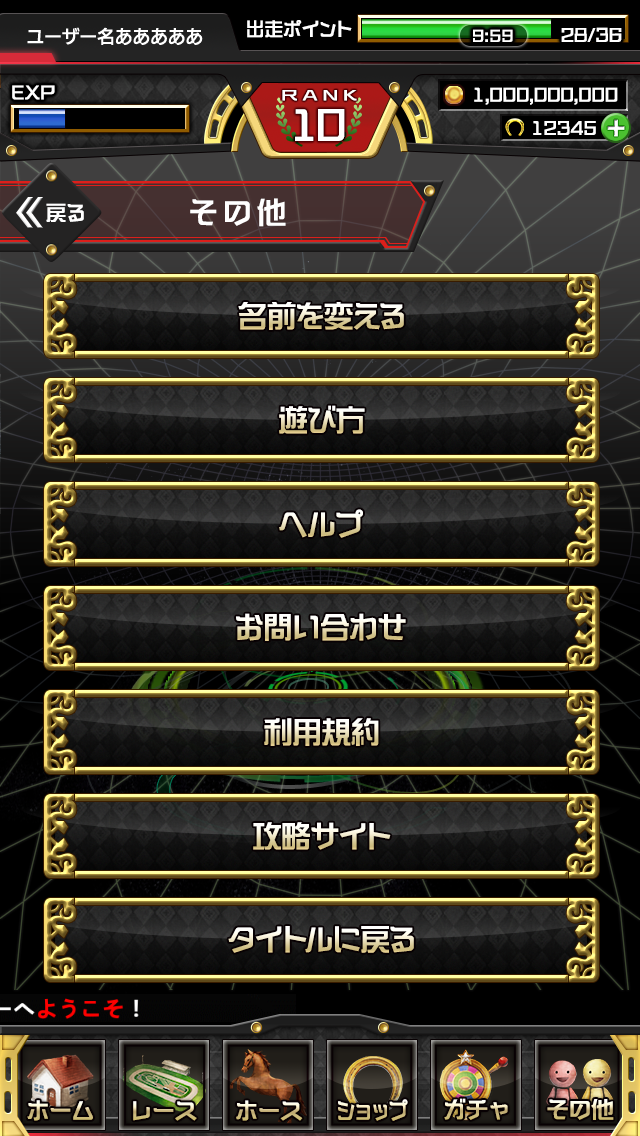 ユーザー名あああああ
出走ポイント
9:59
28/36
EXP
RANK
10
1,000,000,000
12345
戻る
その他
名前を変える
遊び方
ヘルプ
お問い合わせ
利用規約
攻略サイト
タイトルに戻る
ーへようこそ！
ホーム
レース
ホース
ショップ
ガチャ
その他